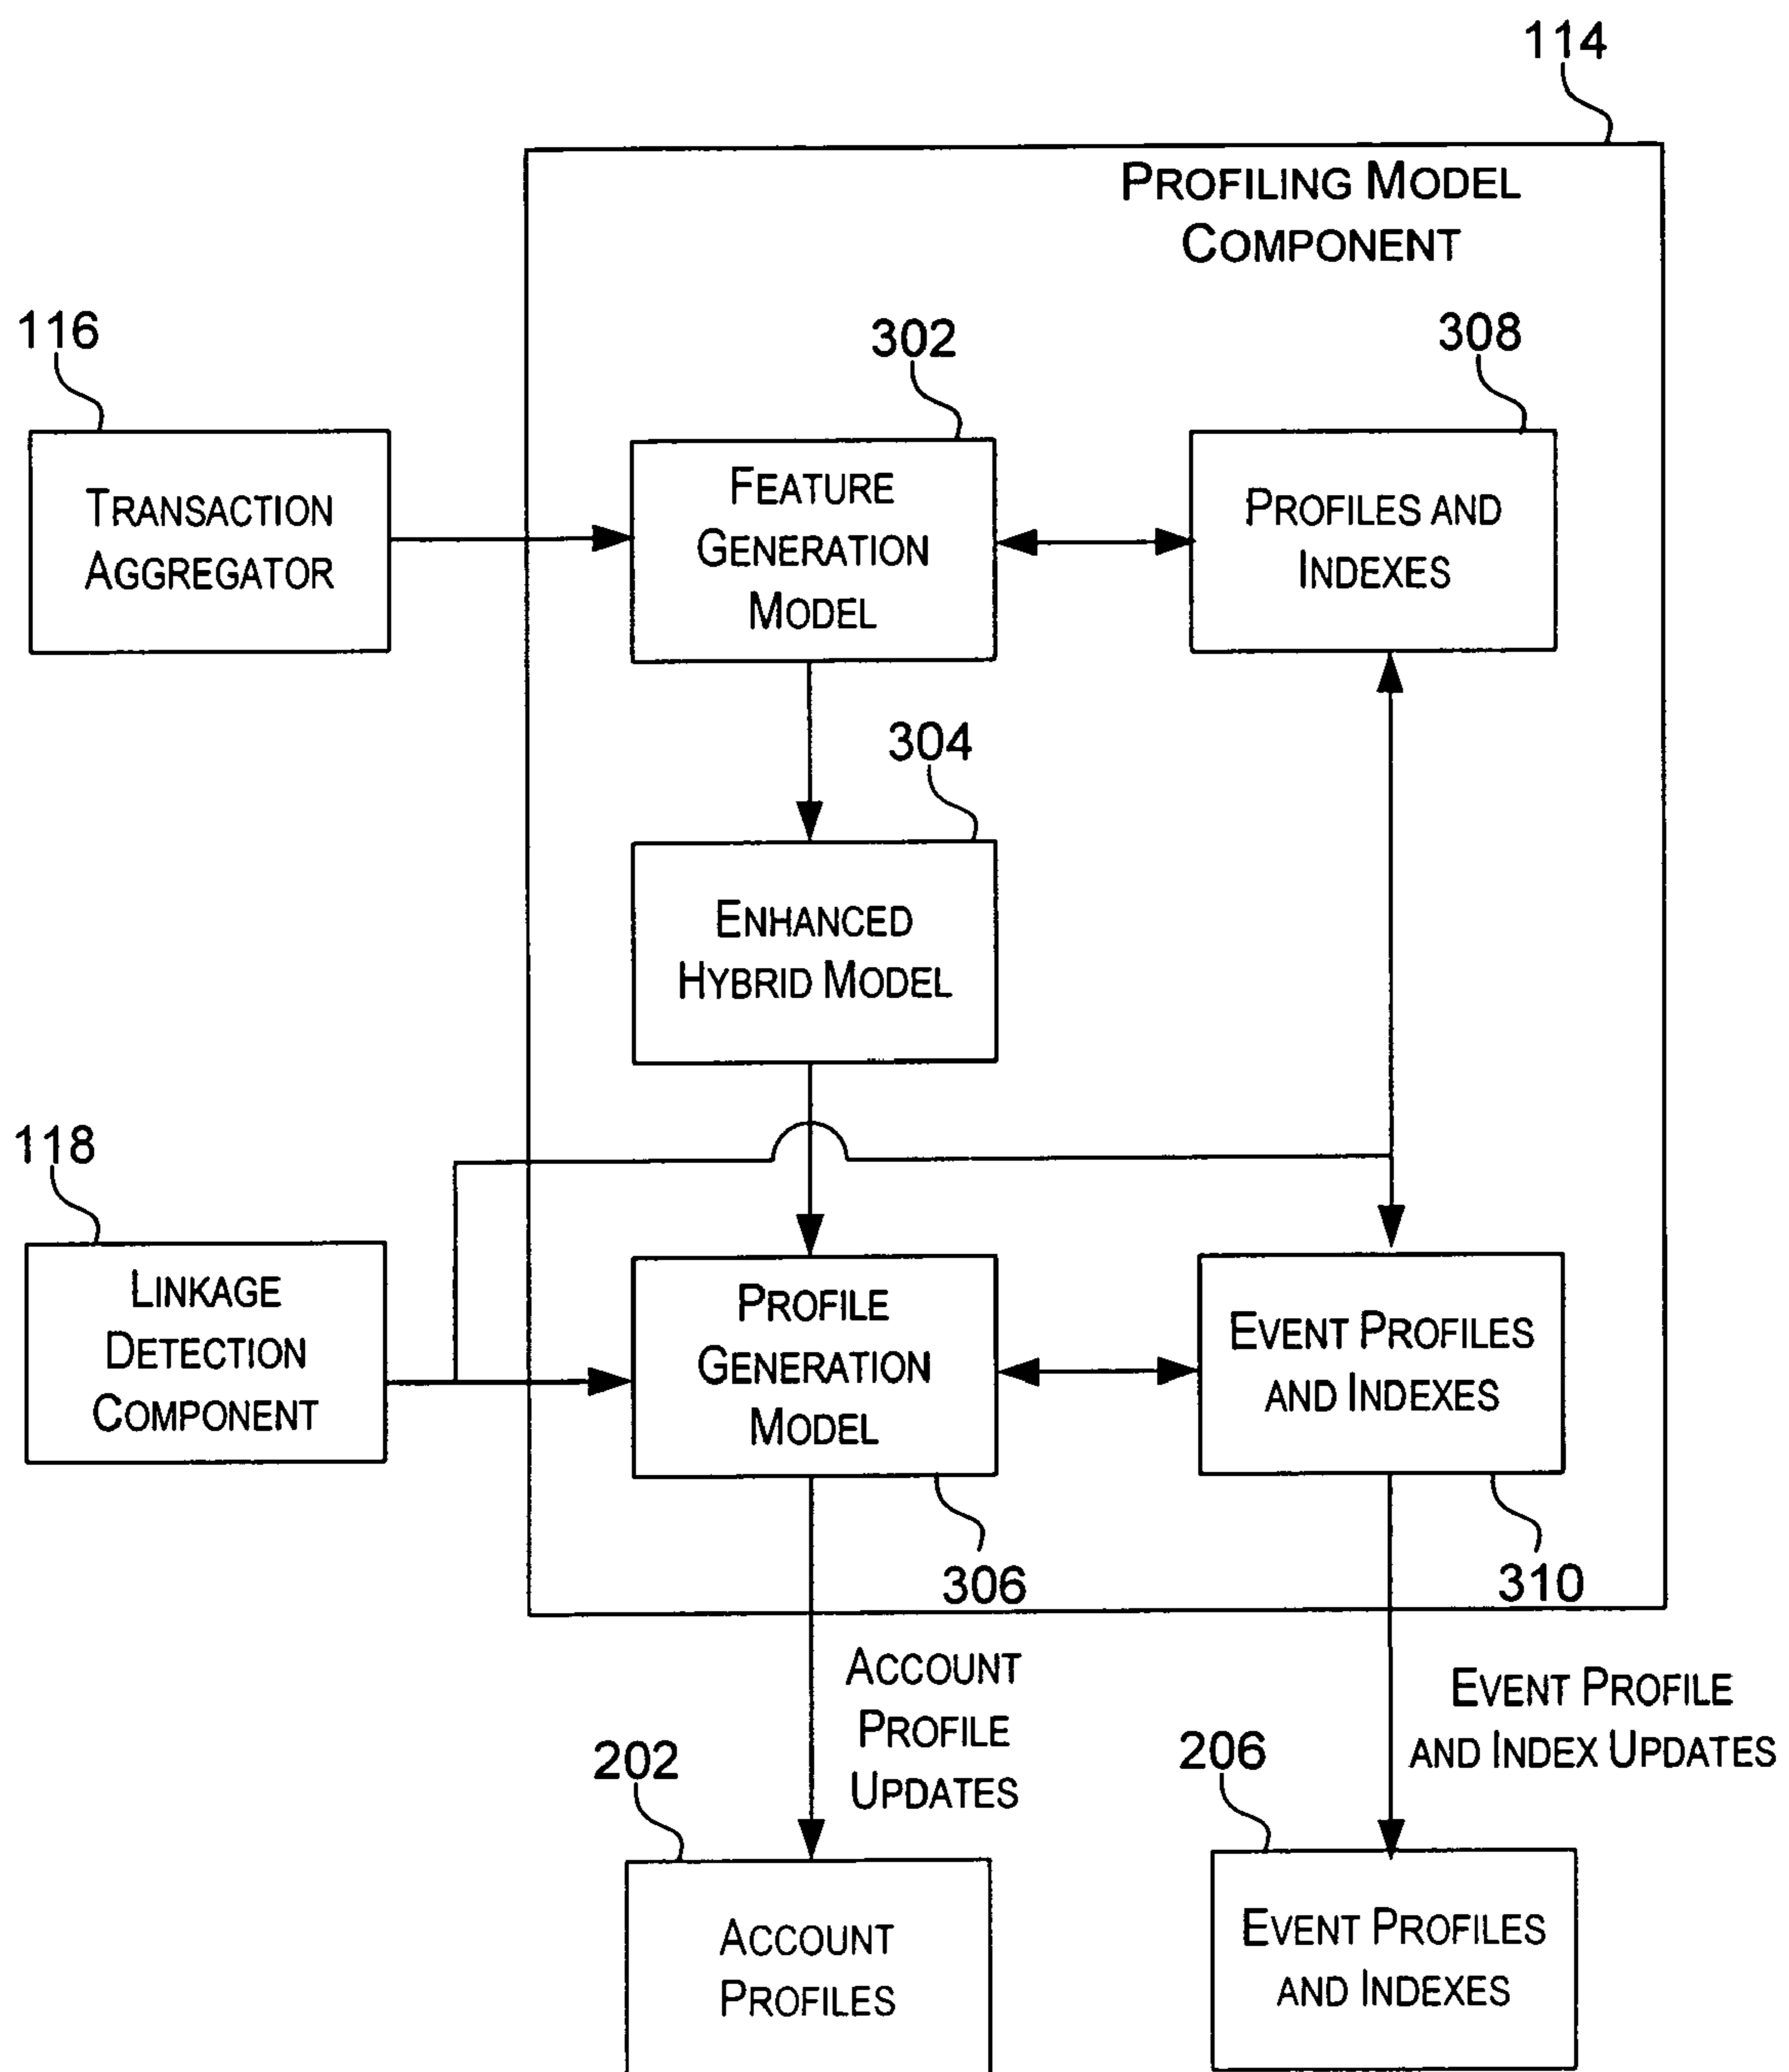 114
PROFILING MODEL
COMPONENT
116
302
308
TRANSACTION
AGGREGATOR
FEATURE
GENERATION
MODEL
PROFILES AND
INDEXES
304
ENHANCED
HYBRID MODEL
118
LINKAGE
DETECTION
COMPONENT
PROFILE
GENERATION
MODEL
EVENT PROFILES
AND INDEXES
306
310
ACCOUNT
PROFILE
UPDATES
EVENT PROFILE
AND INDEX UPDATES
202
206
ACCOUNT
PROFILES
EVENT PROFILES
AND INDEXES